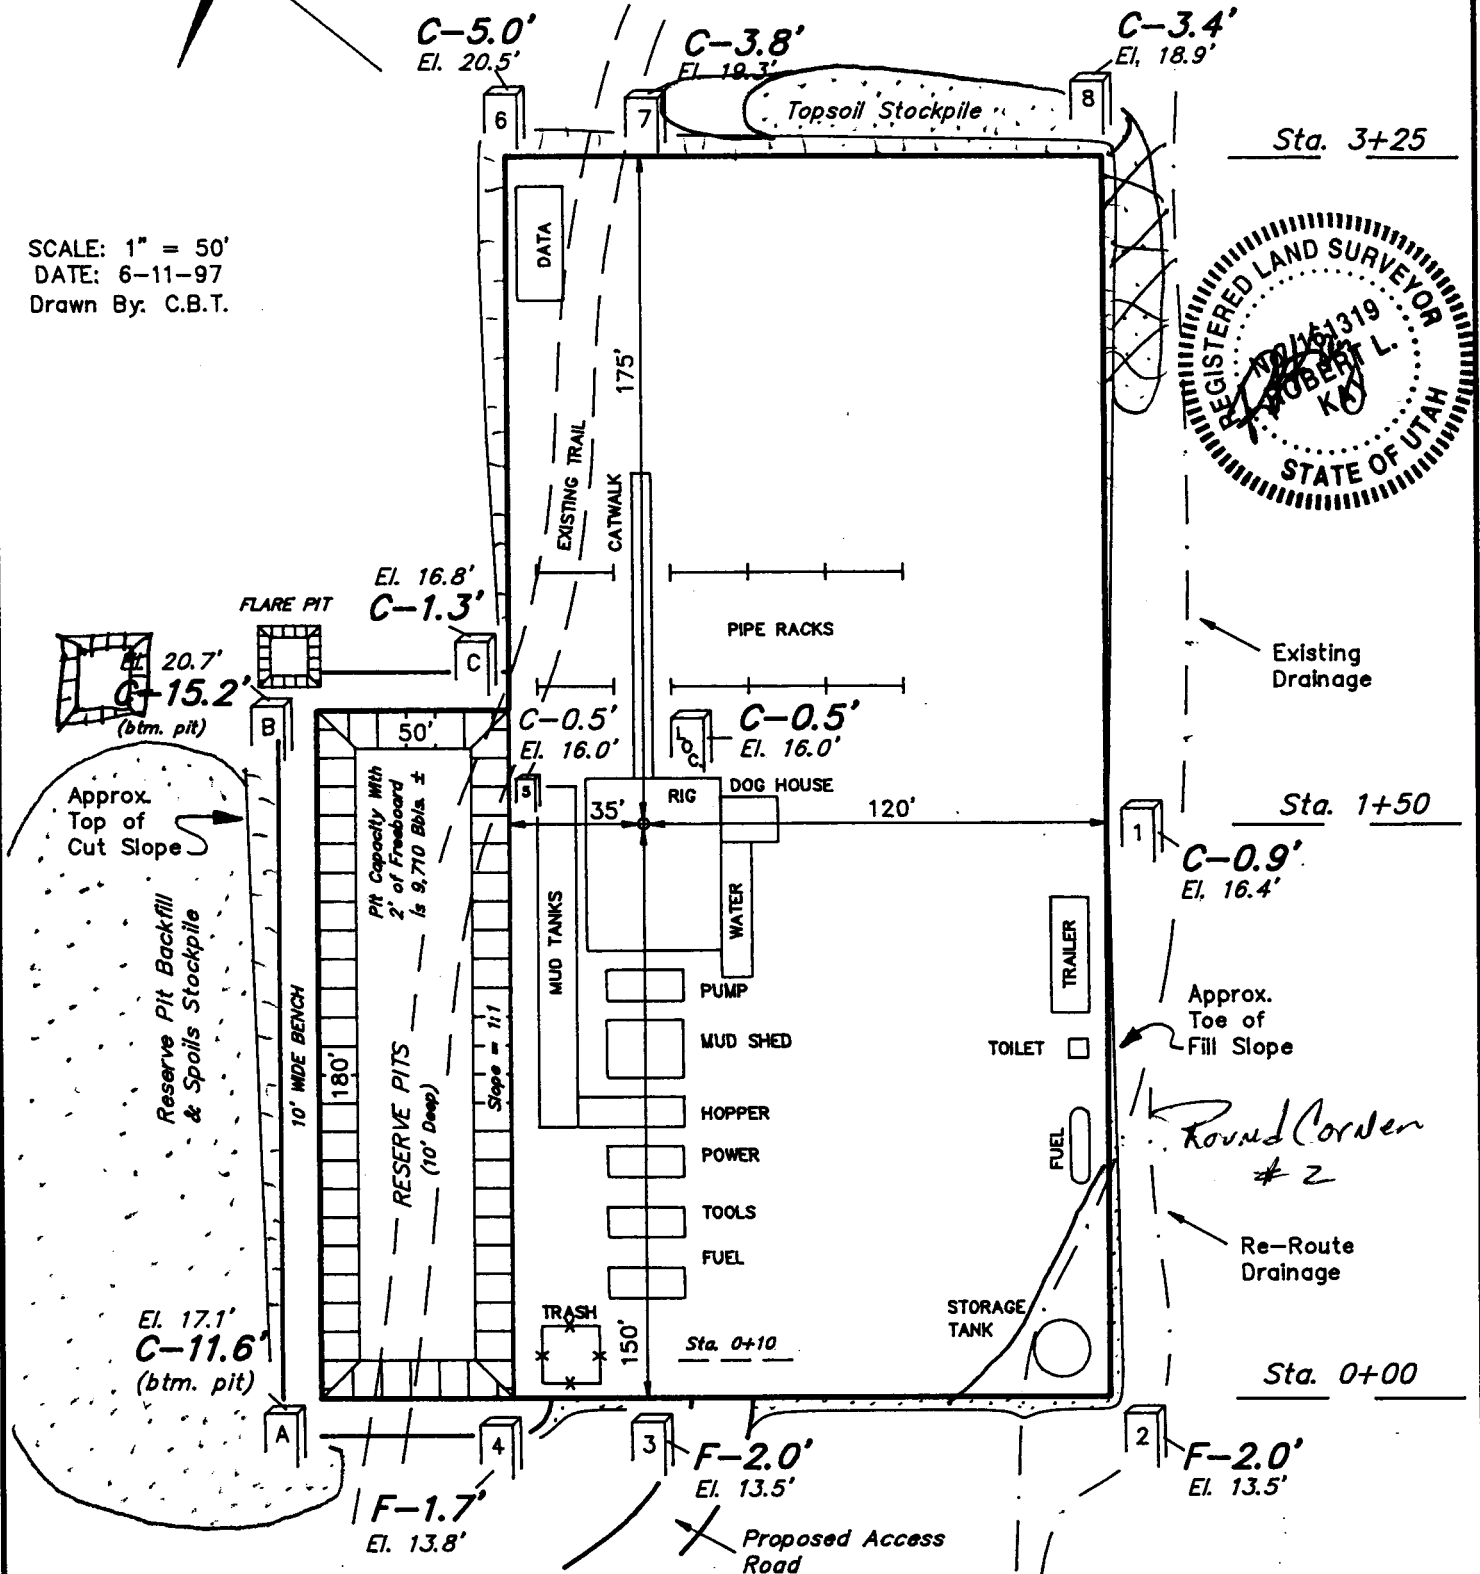 C-5.0'
El. 20.5'
C-3.8'
El. 19.3'
C-3.4'
El. 18.9'
6
7
8
Topsoil Stockpile
Sta. 3+25
SCALE: 1" = 50'
DATE: 6-11-97
Drawn By: C.B.T.
DATA
REGISTERED LAND SURVEYOR
No. 161319
ROBERT L.
KAY
STATE OF UTAH
175'
EXISTING TRAIL
CATWALK
El. 16.8'
C-1.3'
FLARE PIT
C
PIPE RACKS
Existing
Drainage
El. 20.7'
C-15.2'
(btm. pit)
B
50'
C-0.5'
El. 16.0'
LOC.
C-0.5'
El. 16.0'
5
RIG
DOG HOUSE
Approx.
Top of
Cut Slope
Pit Capacity With
2' of Freeboard
is 9,710 Bbls. ±
35'
120'
Sta. 1+50
1
C-0.9'
El. 16.4'
Reserve Pit Backfill
& Spoils Stockpile
10' WIDE BENCH
180'
RESERVE PITS
(10' Deep)
Slope = 1:1
MUD TANKS
WATER
TRAILER
PUMP
MUD SHED
TOILET
Approx.
Toe of
Fill Slope
HOPPER
POWER
FUEL
Round Corner
# 2
TOOLS
FUEL
Re-Route
Drainage
El. 17.1'
C-11.6'
(btm. pit)
TRASH
150'
Sta. 0+10
STORAGE
TANK
Sta. 0+00
A
4
3
2
F-1.7'
El. 13.8'
F-2.0'
El. 13.5'
F-2.0'
El. 13.5'
Proposed Access
Road